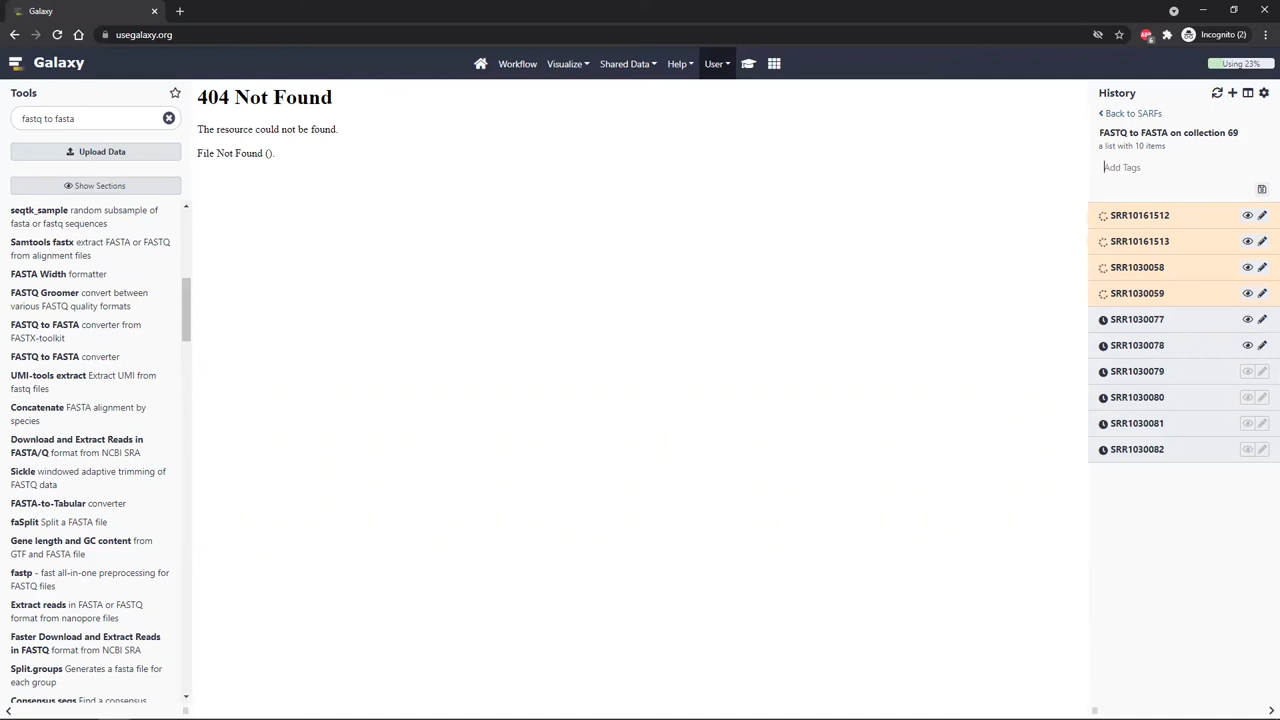 Galaxy
usegalaxy.org
6
Incognito (2)
Galaxy
Workflow
Visualize
Shared Data
Help
User
Using 23%
Tools
fastq to fasta
Upload Data
Show Sections
seqtk_sample random subsample of
fasta or fastq sequences
Samtools fastx extract FASTA or FASTQ
from alignment files
FASTA Width formatter
FASTQ Groomer convert between
various FASTQ quality formats
FASTQ to FASTA converter from
FASTX-toolkit
FASTQ to FASTA converter
UMI-tools extract Extract UMI from
fastq files
Concatenate FASTA alignment by
species
Download and Extract Reads in
FASTA/Q format from NCBI SRA
Sickle windowed adaptive trimming of
FASTQ data
FASTA-to-Tabular converter
faSplit Split a FASTA file
Gene length and GC content from
GTF and FASTA file
fastp - fast all-in-one preprocessing for
FASTQ files
Extract reads in FASTA or FASTQ
format from nanopore files
Faster Download and Extract Reads
in FASTQ format from NCBI SRA
Split.groups Generates a fasta file for
each group
Consensus.seqs Find a consensus
404 Not Found
The resource could not be found.
File Not Found ().
History
Back to SARFs
FASTQ to FASTA on collection 69
a list with 10 items
Add Tags
SRR10161512
SRR10161513
SRR1030058
SRR1030059
SRR1030077
SRR1030078
SRR1030079
SRR1030080
SRR1030081
SRR1030082